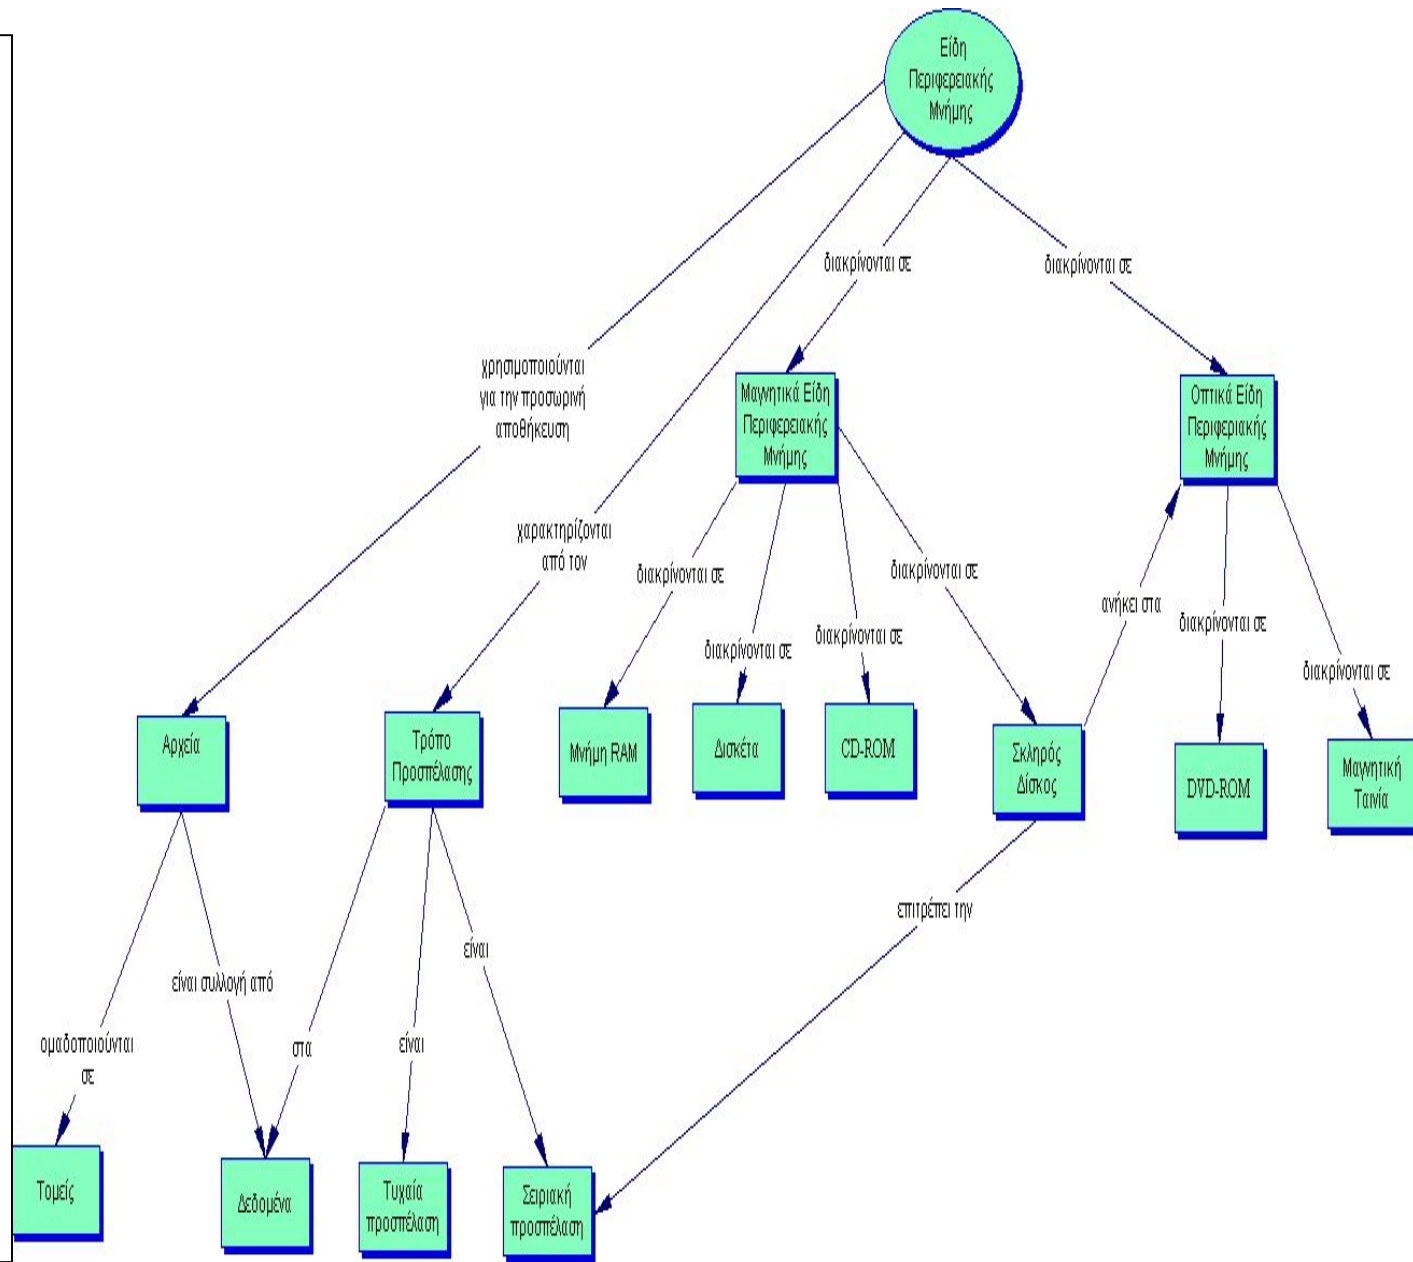 Είδη
Περιφερειακής
Μνήμης
διακρίνονται σε
διακρίνονται σε
χρησιμοποιούνται
για την προσωρινή
αποθήκευση
Μαγνητικά Είδη
Περιφερειακής
Μνήμης
Οπτικά Είδη
Περιφεριακής
Μνήμης
χαρακτηρίζονται
από τον
διακρίνονται σε
διακρίνονται σε
διακρίνονται σε
διακρίνονται σε
ανήκει στα
διακρίνονται σε
διακρίνονται σε
Αρχεία
Τρόπο
Προσπέλασης
Μνήμη RAM
Δισκέτα
CD-ROM
Σκληρός
Δίσκος
DVD-ROM
Μαγνητική
Ταινία
επιτρέπει την
είναι
είναι συλλογή από
ομαδοποιούνται
σε
στα
είναι
Τομείς
Δεδομένα
Τυχαία
προσπέλαση
Σειριακή
προσπέλαση